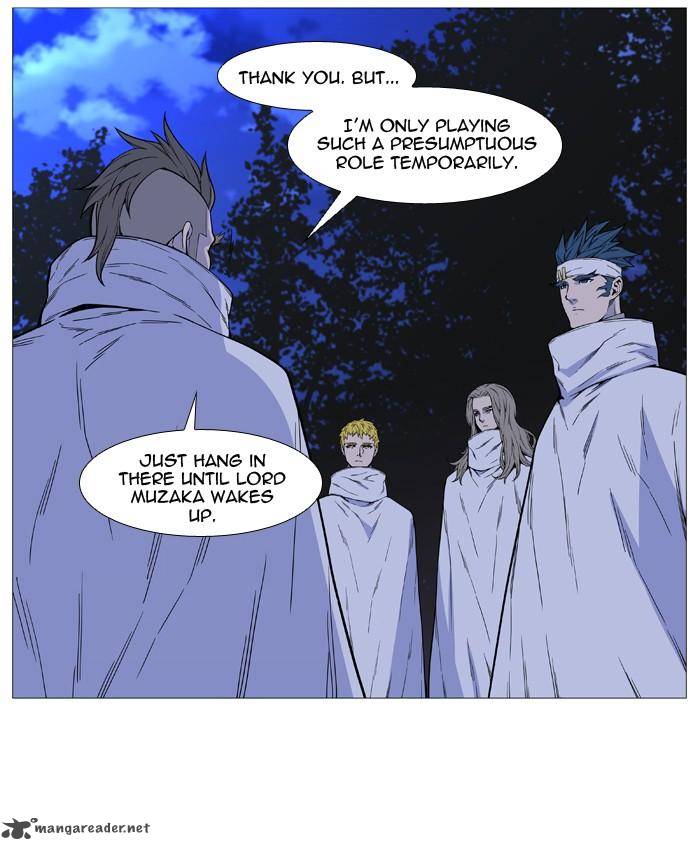 THANK YOU. BUT...
I'M ONLY PLAYING
SUCH A PRESUMPTUOUS
ROLE TEMPORARILY.
JUST HANG IN
THERE UNTIL LORD
MUZAKA WAKES
UP.
mangareader.net